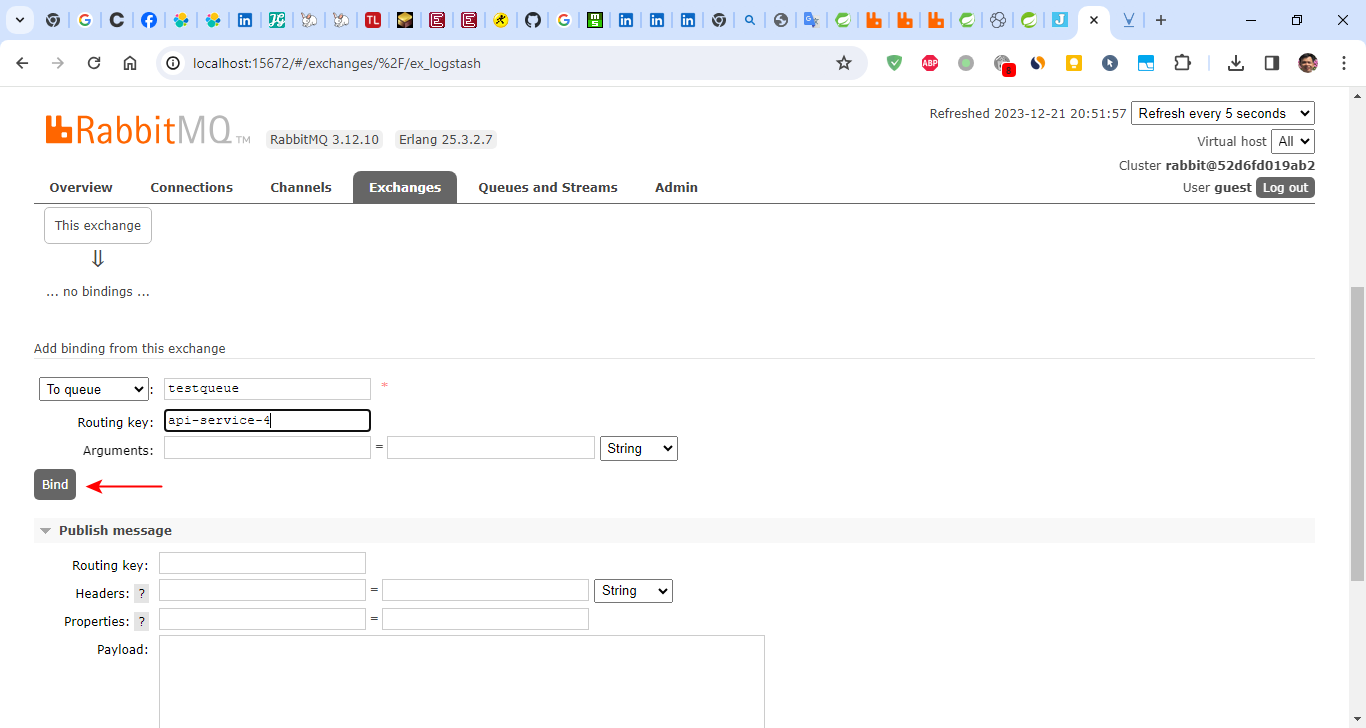 localhost:15672/#/exchanges/%2F/ex_logstash
ABP
RabbitMQ TM
RabbitMQ 3.12.10
Erlang 25.3.2.7
Refreshed 2023-12-21 20:51:57 Refresh every 5 seconds
Virtual host All
Cluster rabbit@52d6fd019ab2
User guest Log out
Overview Connections Channels Exchanges Queues and Streams Admin
This exchange
⇓
... no bindings ...
Add binding from this exchange
To queue : testqueue *
Routing key: api-service-4
Arguments: = String
Bind
Publish message
Routing key:
Headers: ? = String
Properties: ? =
Payload: